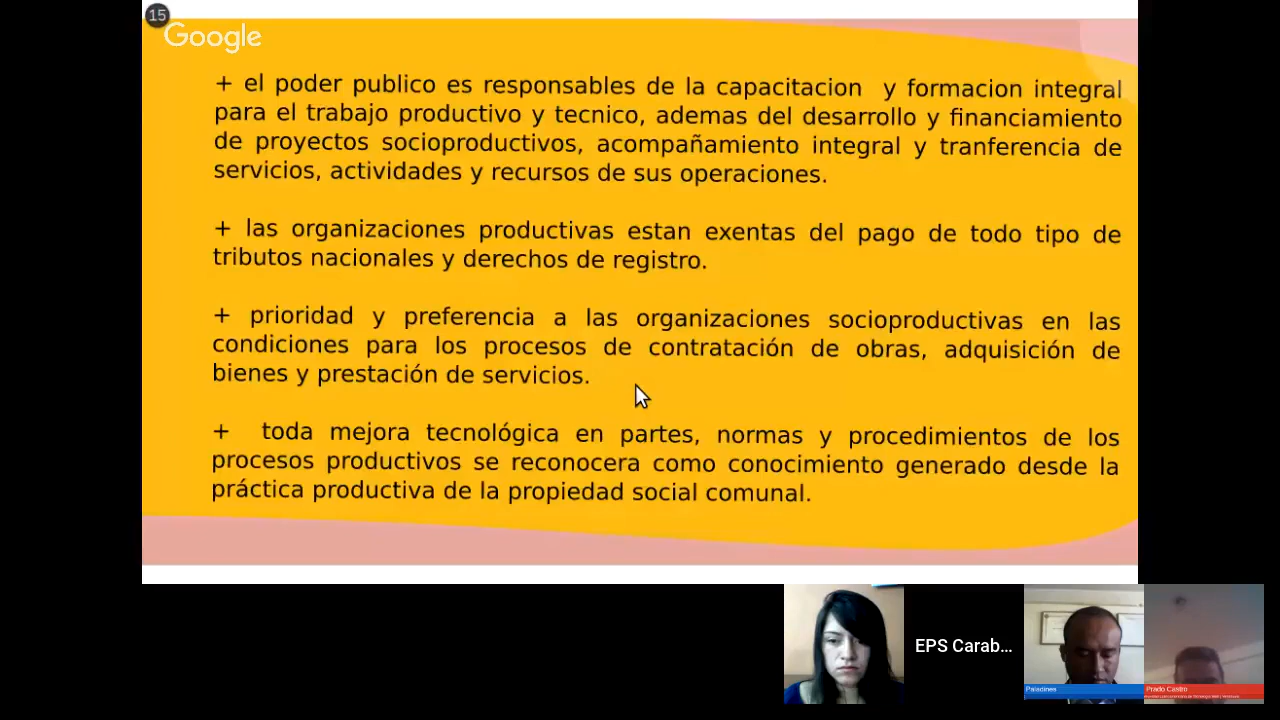 15
Google
+ el poder publico es responsables de la capacitacion y formacion integral
para el trabajo productivo y tecnico, ademas del desarrollo y financiamiento
de proyectos socioproductivos, acompañamiento integral y tranferencia de
servicios, actividades y recursos de sus operaciones.
+ las organizaciones productivas estan exentas del pago de todo tipo de
tributos nacionales y derechos de registro.
+ prioridad y preferencia a las organizaciones socioproductivas en las
condiciones para los procesos de contratación de obras, adquisición de
bienes y prestación de servicios.
+ toda mejora tecnológica en partes, normas y procedimientos de los
procesos productivos se reconocera como conocimiento generado desde la
práctica productiva de la propiedad social comunal.
EPS Carab...
Paladines
Prado Castro